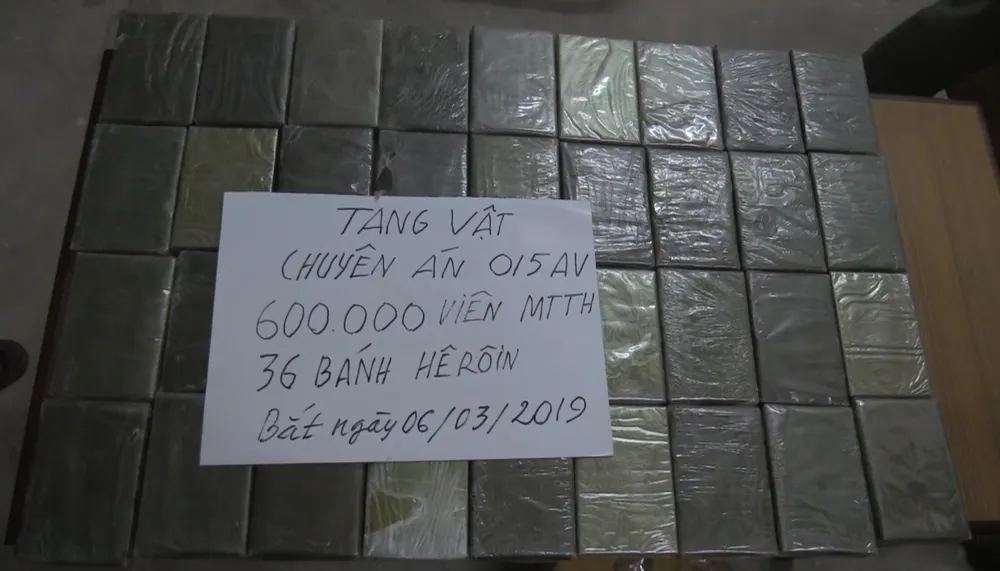 TANG VẬT
CHUYÊN ÁN 015AV
600.000 VIÊN MTTH
36 BÁNH HÊRÔIN
Bắt ngày 06/03/2019